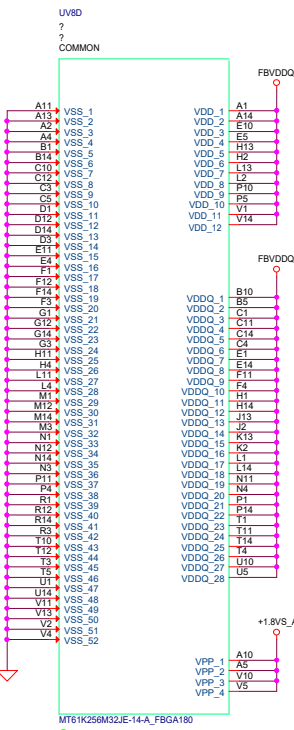 UV8D
?
?
COMMON
FBVDDQ
A11 VSS_1 VDD_1 A1
A13 VSS_2 VDD_2 A14
A2 VSS_3 VDD_3 E10
A4 VSS_4 VDD_4 E5
B1 VSS_5 VDD_5 H13
B14 VSS_6 VDD_6 H2
C10 VSS_7 VDD_7 L13
C12 VSS_8 VDD_8 L2
C3 VSS_9 VDD_9 P10
C5 VSS_10 VDD_10 P5
D1 VSS_11 VDD_11 V1
D12 VSS_12 VDD_12 V14
D14 VSS_13
D3 VSS_14
E11 VSS_15
E4 VSS_16
F1 VSS_17
FBVDDQ
F12 VSS_18
F14 VSS_19 VDDQ_1 B10
F3 VSS_20 VDDQ_2 B5
G1 VSS_21 VDDQ_3 C1
G12 VSS_22 VDDQ_4 C11
G14 VSS_23 VDDQ_5 C14
G3 VSS_24 VDDQ_6 C4
H11 VSS_25 VDDQ_7 E1
H4 VSS_26 VDDQ_8 E14
L11 VSS_27 VDDQ_9 F11
L4 VSS_28 VDDQ_10 F4
M1 VSS_29 VDDQ_11 H1
M12 VSS_30 VDDQ_12 H14
M14 VSS_31 VDDQ_13 J13
M3 VSS_32 VDDQ_14 J2
N1 VSS_33 VDDQ_15 K13
N12 VSS_34 VDDQ_16 K2
N14 VSS_35 VDDQ_17 L1
N3 VSS_36 VDDQ_18 L14
P11 VSS_37 VDDQ_19 N11
P4 VSS_38 VDDQ_20 N4
R1 VSS_39 VDDQ_21 P1
R12 VSS_40 VDDQ_22 P14
R14 VSS_41 VDDQ_23 T1
R3 VSS_42 VDDQ_24 T11
T10 VSS_43 VDDQ_25 T14
T12 VSS_44 VDDQ_26 T4
T3 VSS_45 VDDQ_27 U10
T5 VSS_46 VDDQ_28 U5
U1 VSS_47
U14 VSS_48
V11 VSS_49
V13 VSS_50
+1.8VS_A
V2 VSS_51
V4 VSS_52
VPP_1 A10
VPP_2 A5
VPP_3 V10
VPP_4 V5
MT61K256M32JE-14-A_FBGA180